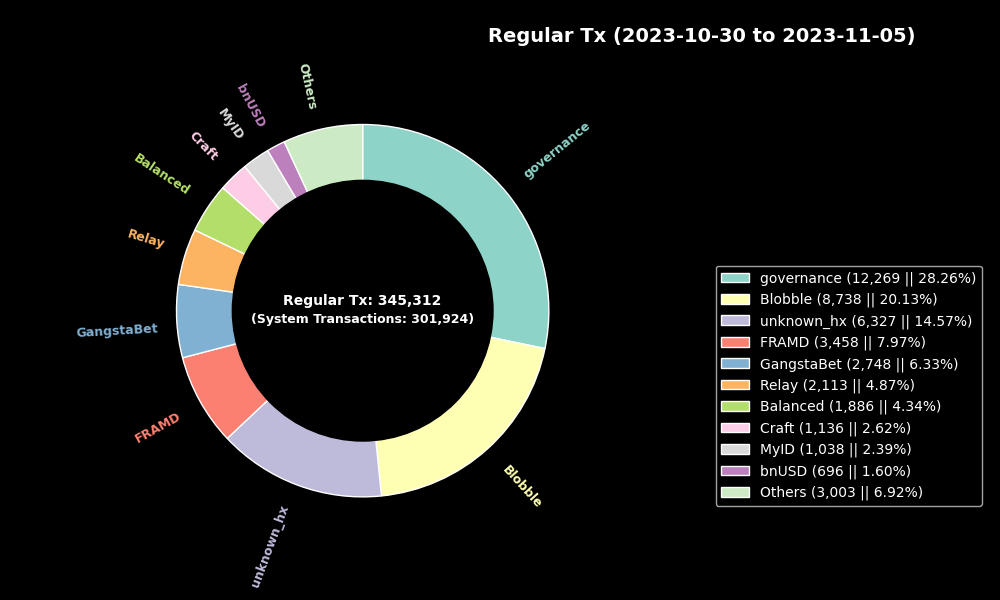 Regular Tx (2023-10-30 to 2023-11-05)
Others
bnUSD
MyID
Craft
Balanced
Relay
GangstaBet
FRAMD
unknown_hx
Blobble
governance
Regular Tx: 345,312
(System Transactions: 301,924)
governance (12,269 || 28.26%)
Blobble (8,738 || 20.13%)
unknown_hx (6,327 || 14.57%)
FRAMD (3,458 || 7.97%)
GangstaBet (2,748 || 6.33%)
Relay (2,113 || 4.87%)
Balanced (1,886 || 4.34%)
Craft (1,136 || 2.62%)
MyID (1,038 || 2.39%)
bnUSD (696 || 1.60%)
Others (3,003 || 6.92%)